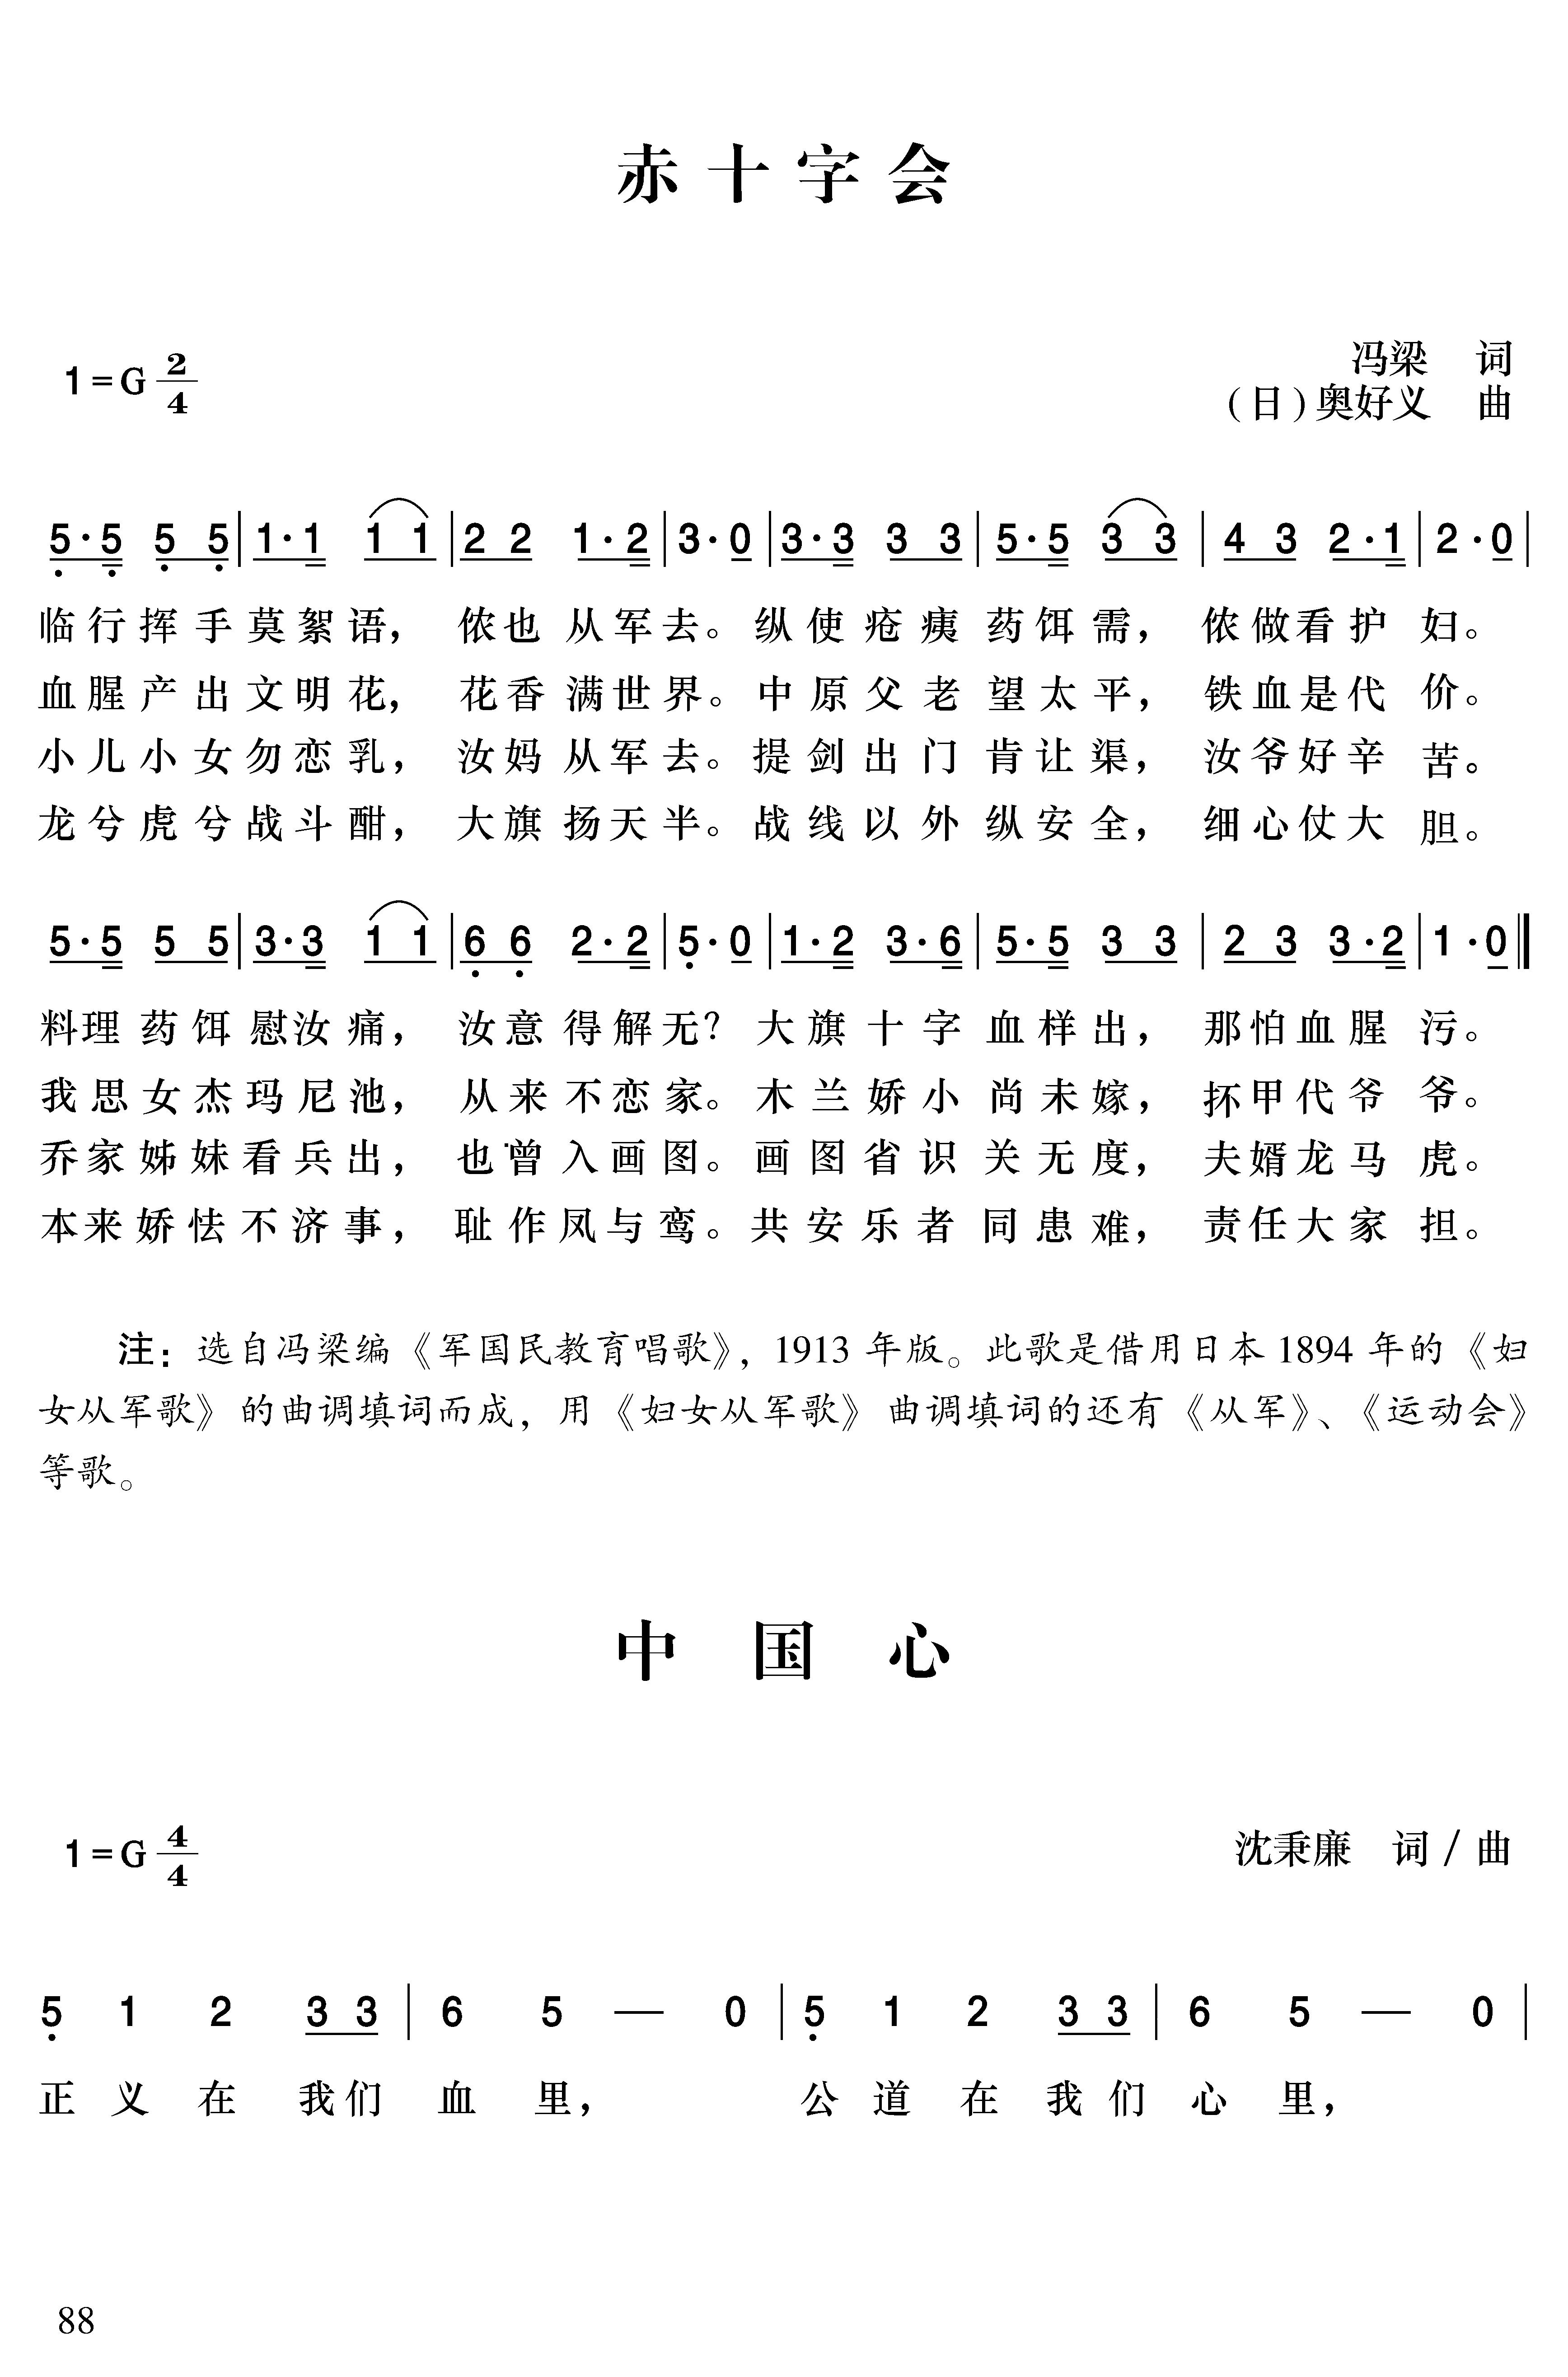 赤十字会
1=G 2/4
冯梁 词
(日)奥好义 曲
5·5 5 5|1·1 1 1|2 2 1·2|3·0|3·3 3 3|5·5 3 3|4 3 2·1|2·0|
临行挥手莫絮语， 侬也从军去。纵使疮痍药饵需， 侬做看护妇。
血腥产出文明花， 花香满世界。中原父老望太平， 铁血是代价。
小儿小女勿恋乳， 汝妈从军去。提剑出门肯让渠， 汝爷好辛苦。
龙兮虎兮战斗酣， 大旗扬天半。战线以外纵安全， 细心仗大胆。
5·5 5 5|3·3 1 1|6 6 2·2|5·0|1·2 3·6|5·5 3 3|2 3 3·2|1·0‖
料理药饵慰汝痛， 汝意得解无？大旗十字血样出， 那怕血腥污。
我思女杰玛尼池， 从来不恋家。木兰娇小尚未嫁， 抔甲代爷爷。
乔家姊妹看兵出， 也曾入画图。画图省识关无度， 夫婿龙马虎。
本来娇怯不济事， 耻作凤与鸾。共安乐者同患难， 责任大家担。
注：选自冯梁编《军国民教育唱歌》，1913 年版。此歌是借用日本 1894 年的《妇
女从军歌》的曲调填词而成，用《妇女从军歌》曲调填词的还有《从军》、《运动会》
等歌。
中国心
1=G 4/4
沈秉廉 词/曲
5 1 2 3 3|6 5 — 0|5 1 2 3 3|6 5 — 0|
正义在我们血里， 公道在我们心里，
88